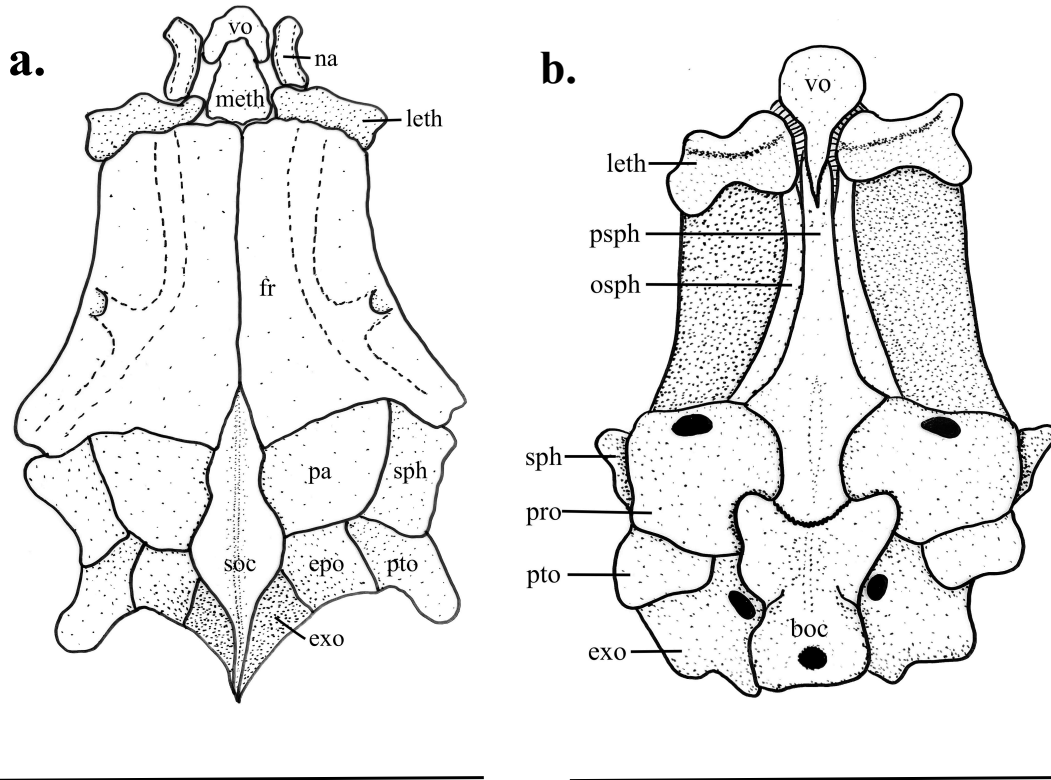 a.
vo
na
meth
leth
fr
pa
sph
soc
epo
pto
exo
b.
vo
leth
psph
osph
sph
pro
pto
boc
exo